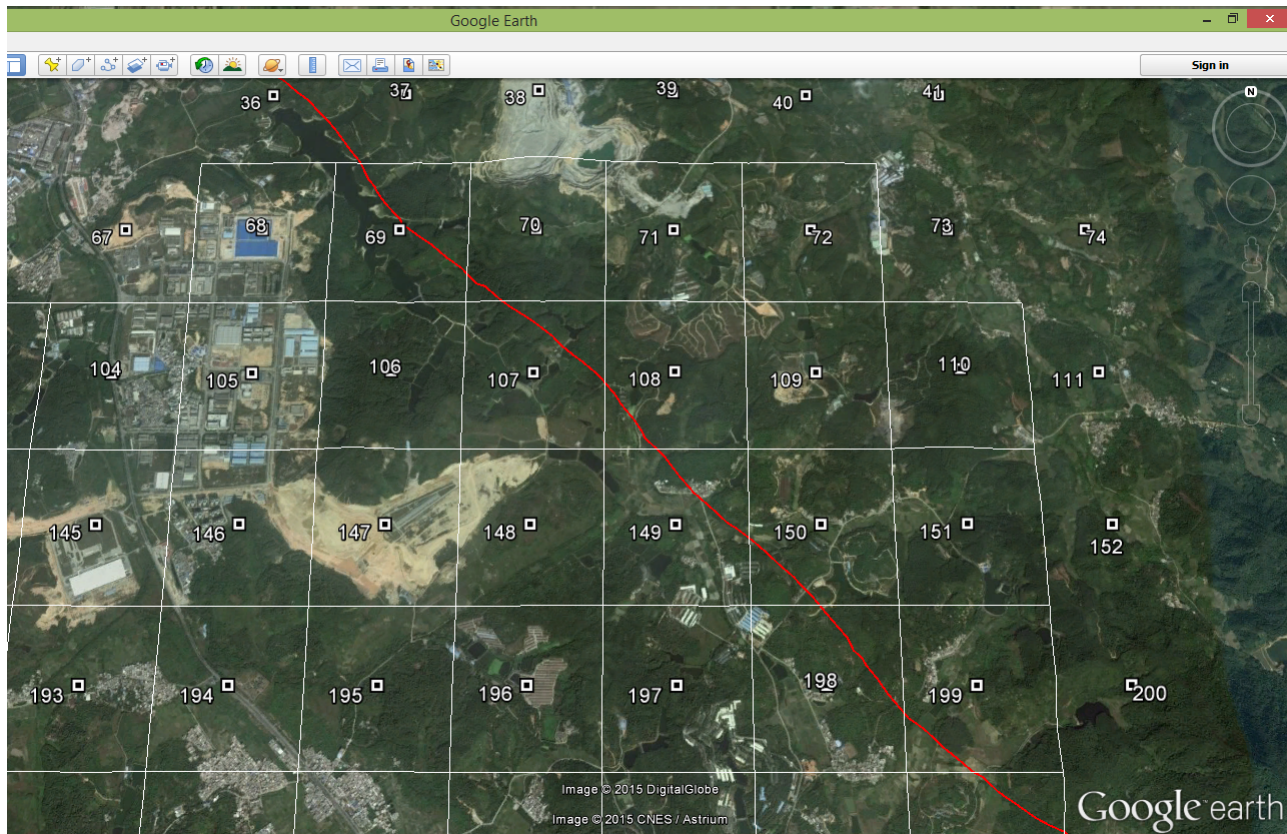 Google Earth
Sign in
N
36 37 38 39 40 41
67 68 69 70 71 72 73 74
104 105 106 107 108 109 110 111
145 146 147 148 149 150 151 152
193 194 195 196 197 198 199 200
Image © 2015 DigitalGlobe
Image © 2015 CNES / Astrium
Google earth